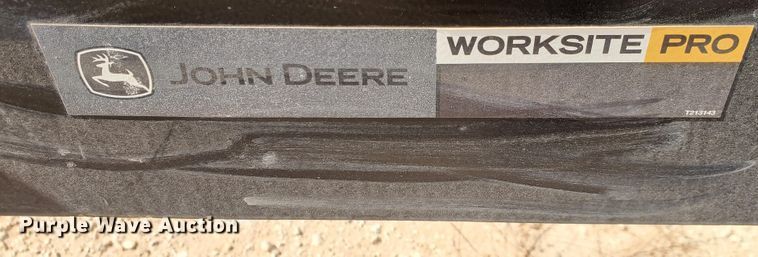 JOHN DEERE
WORKSITE PRO
T213143
Purple Wave Auction